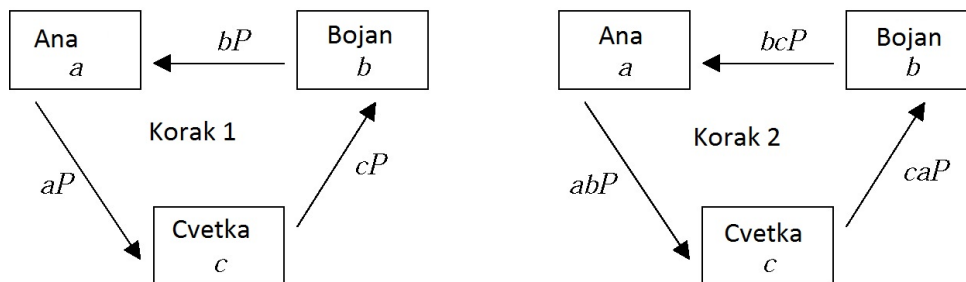 Ana
a
bP
Bojan
b
Korak 1
aP
cP
Cvetka
c
Ana
a
bcP
Bojan
b
Korak 2
abP
caP
Cvetka
c